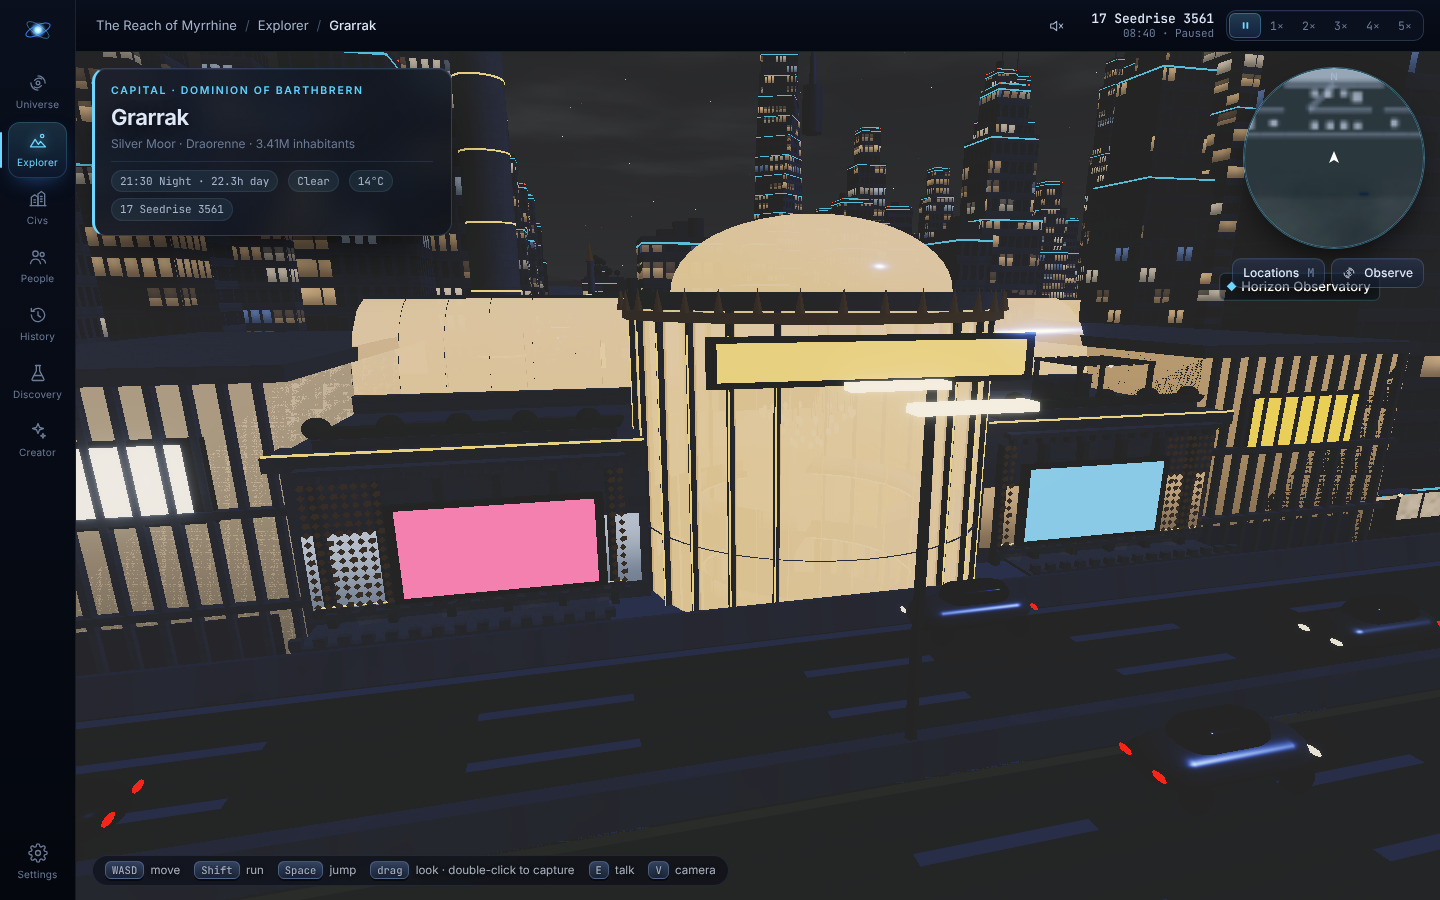 The Reach of Myrrhine / Explorer / Grarrak
17 Seedrise 3561
08:40 · Paused
1×
2×
3×
4×
5×
Universe
Explorer
Civs
People
History
Discovery
Creator
Settings
CAPITAL · DOMINION OF BARTHBRERN
Grarrak
Silver Moor · Draorenne · 3.41M inhabitants
21:30 Night · 22.3h day
Clear
14°C
17 Seedrise 3561
N
Locations M
Observe
Horizon Observatory
WASD move
Shift run
Space jump
drag look · double-click to capture
E talk
V camera